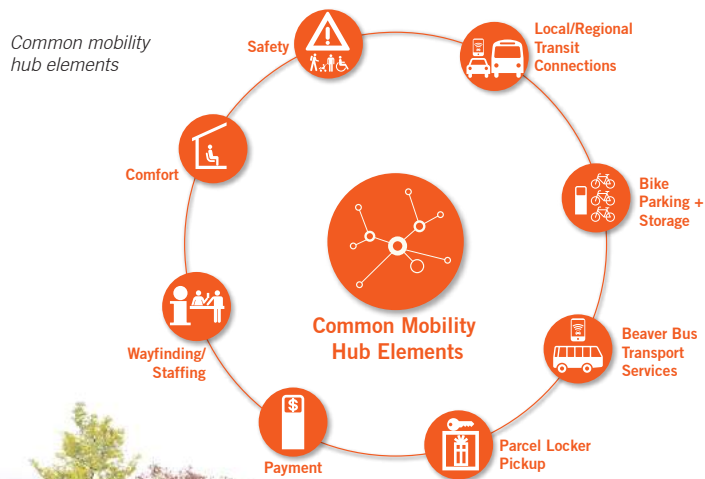 Common mobility
hub elements
Safety
Local/Regional
Transit
Connections
Comfort
Bike
Parking +
Storage
Common Mobility
Hub Elements
Wayfinding/
Staffing
Beaver Bus
Transport
Services
$
Payment
Parcel Locker
Pickup